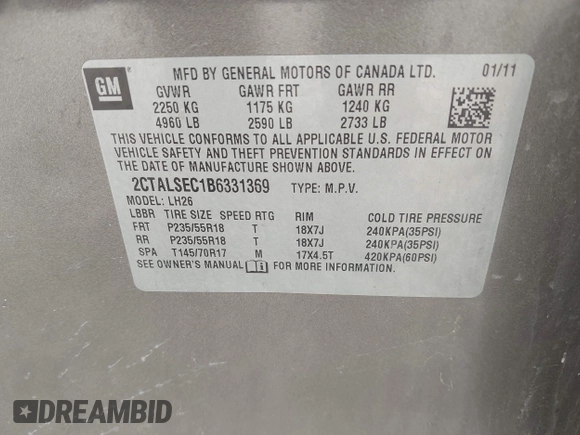 GM
MFD BY GENERAL MOTORS OF CANADA LTD. 01/11
GVWR GAWR FRT GAWR RR
2250 KG 1175 KG 1240 KG
4960 LB 2590 LB 2733 LB
THIS VEHICLE CONFORMS TO ALL APPLICABLE U.S. FEDERAL MOTOR
VEHICLE SAFETY AND THEFT PREVENTION STANDARDS IN EFFECT ON
THE DATE OF MANUFACTURE SHOWN ABOVE.
2CTALSEC1B6331369 TYPE: M.P.V.
MODEL: LH26
LBBR TIRE SIZE SPEED RTG RIM COLD TIRE PRESSURE
FRT P235/55R18 T 18X7J 240KPA(35PSI)
RR P235/55R18 T 18X7J 240KPA(35PSI)
SPA T145/70R17 M 17X4.5T 420KPA(60PSI)
SEE OWNER'S MANUAL FOR MORE INFORMATION.
DREAMBID